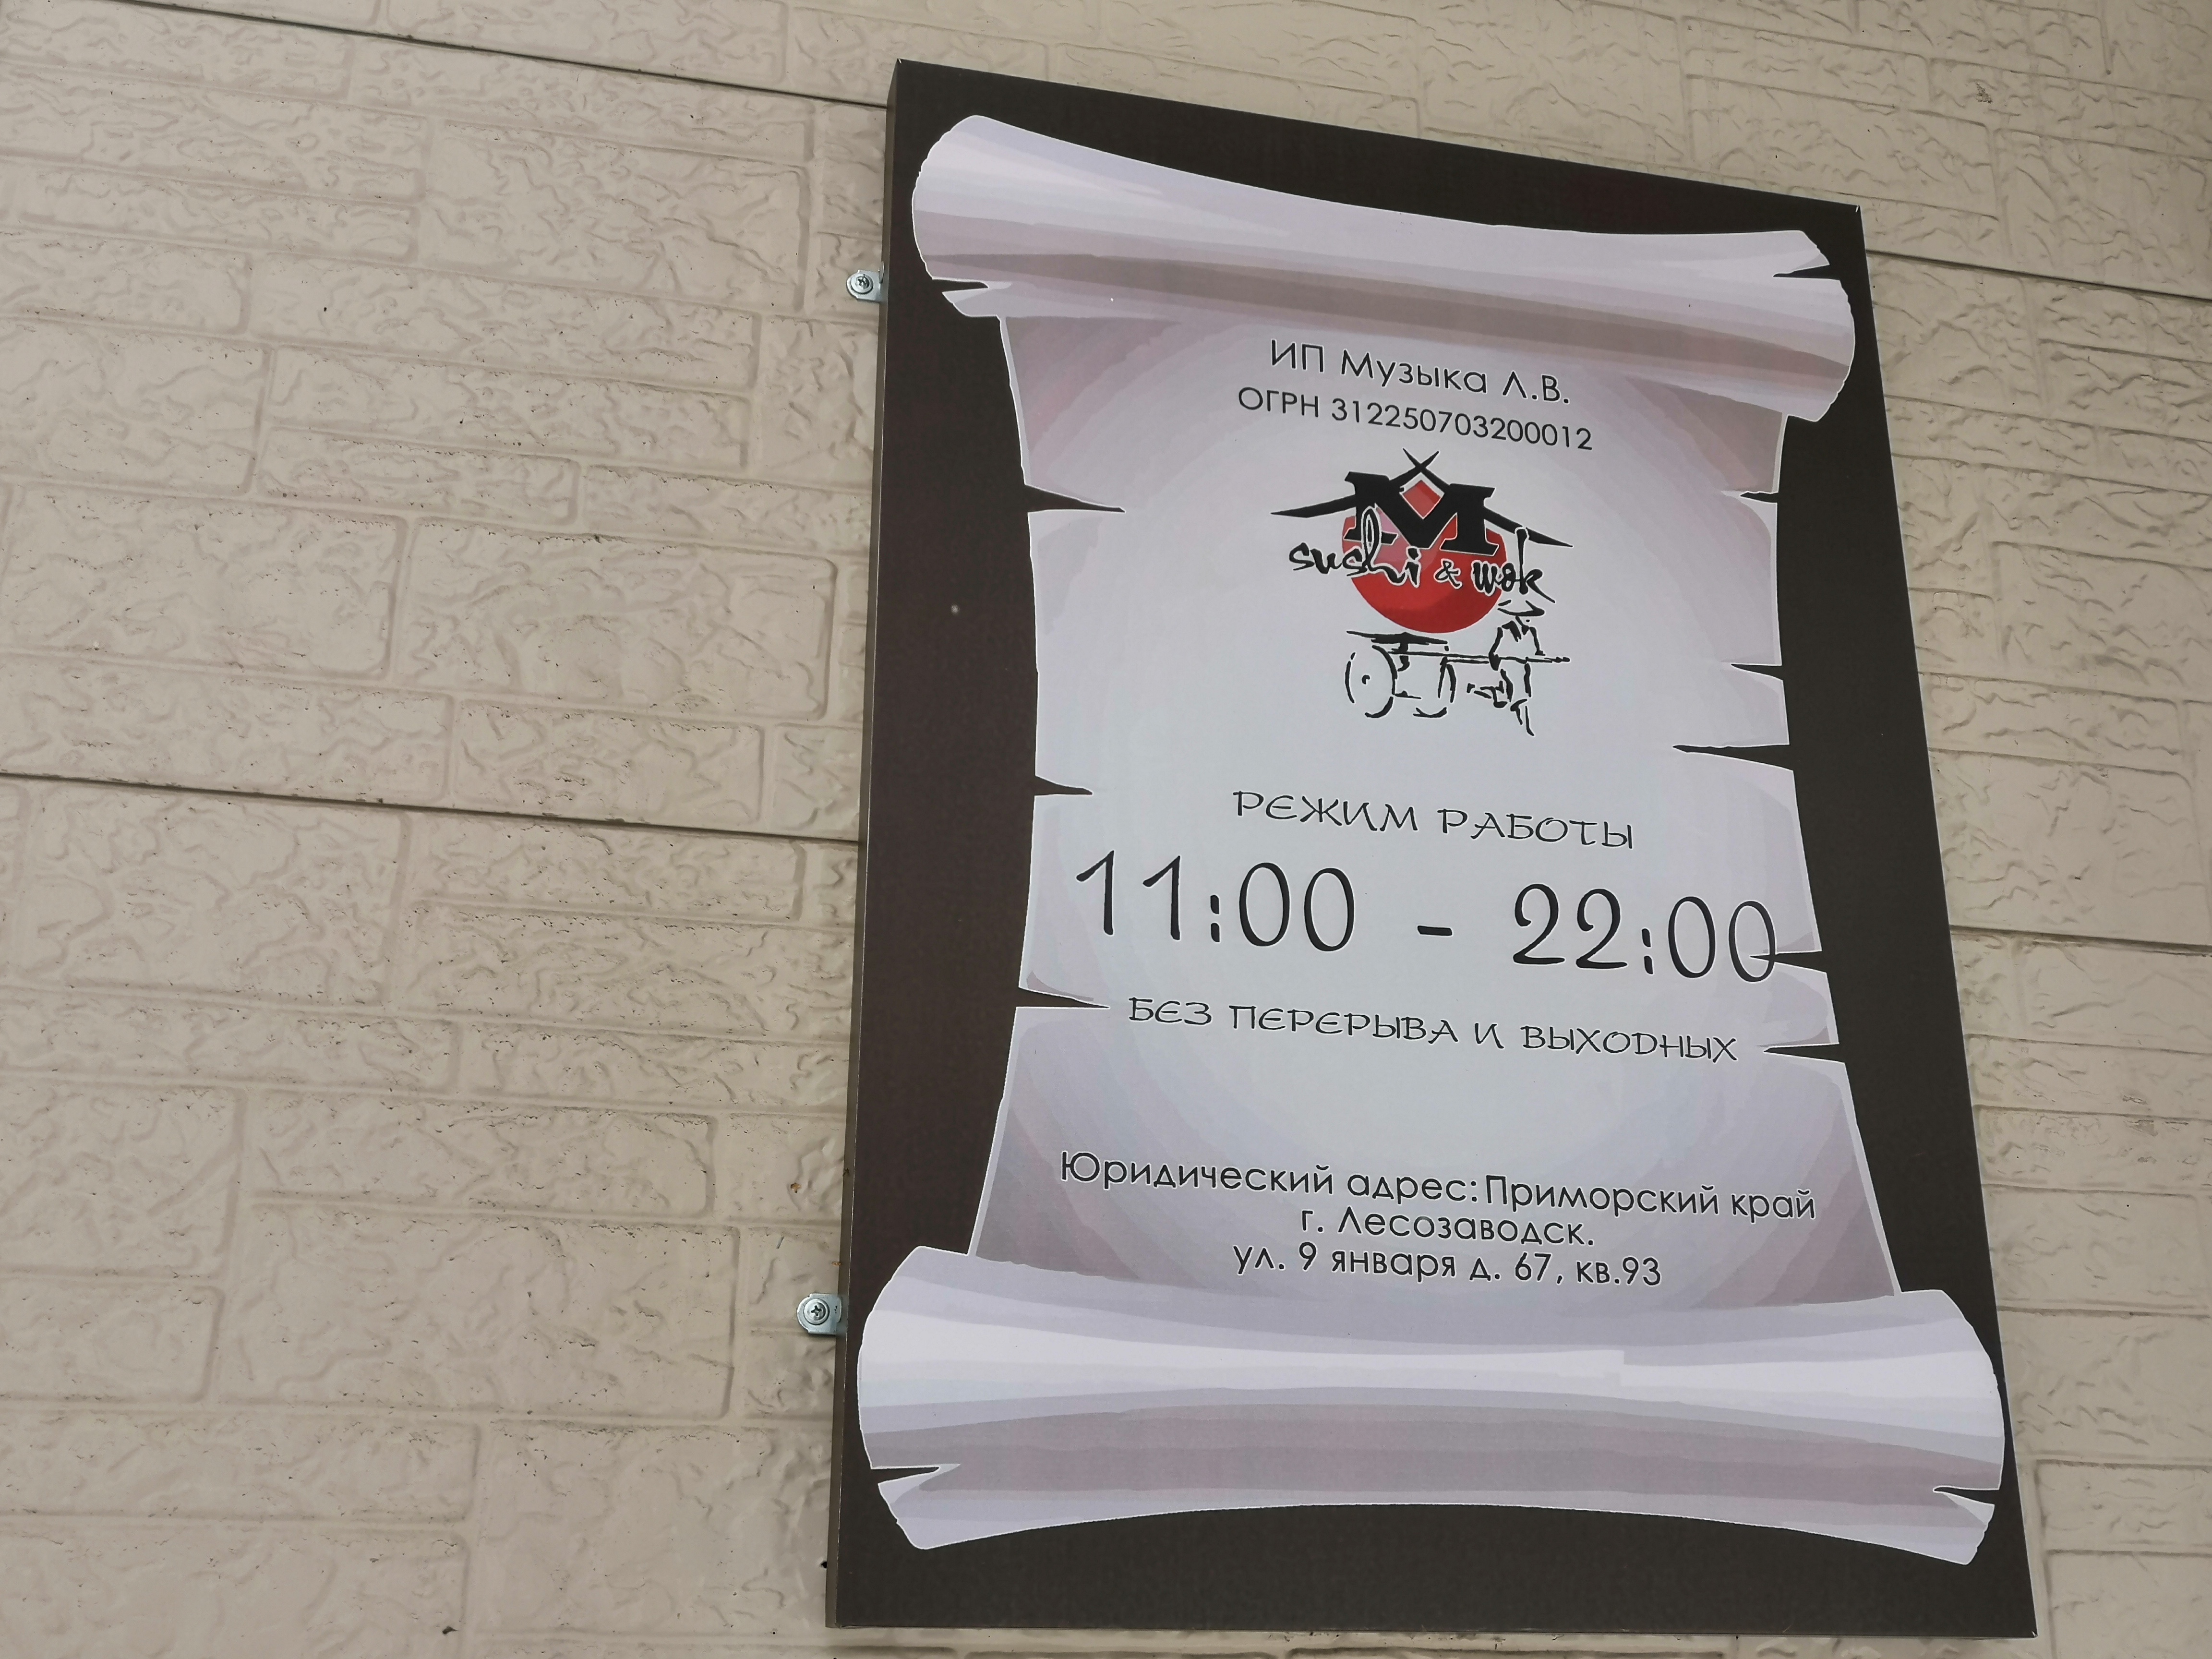 ИП Музыка Л.В.
ОГРН 312250703200012
M
sushi & wok
РЕЖИМ РАБОТЫ
11:00 - 22:00
БЕЗ ПЕРЕРЫВА И ВЫХОДНЫХ
Юридический адрес: Приморский край
г. Лесозаводск.
ул. 9 января д. 67, кв.93